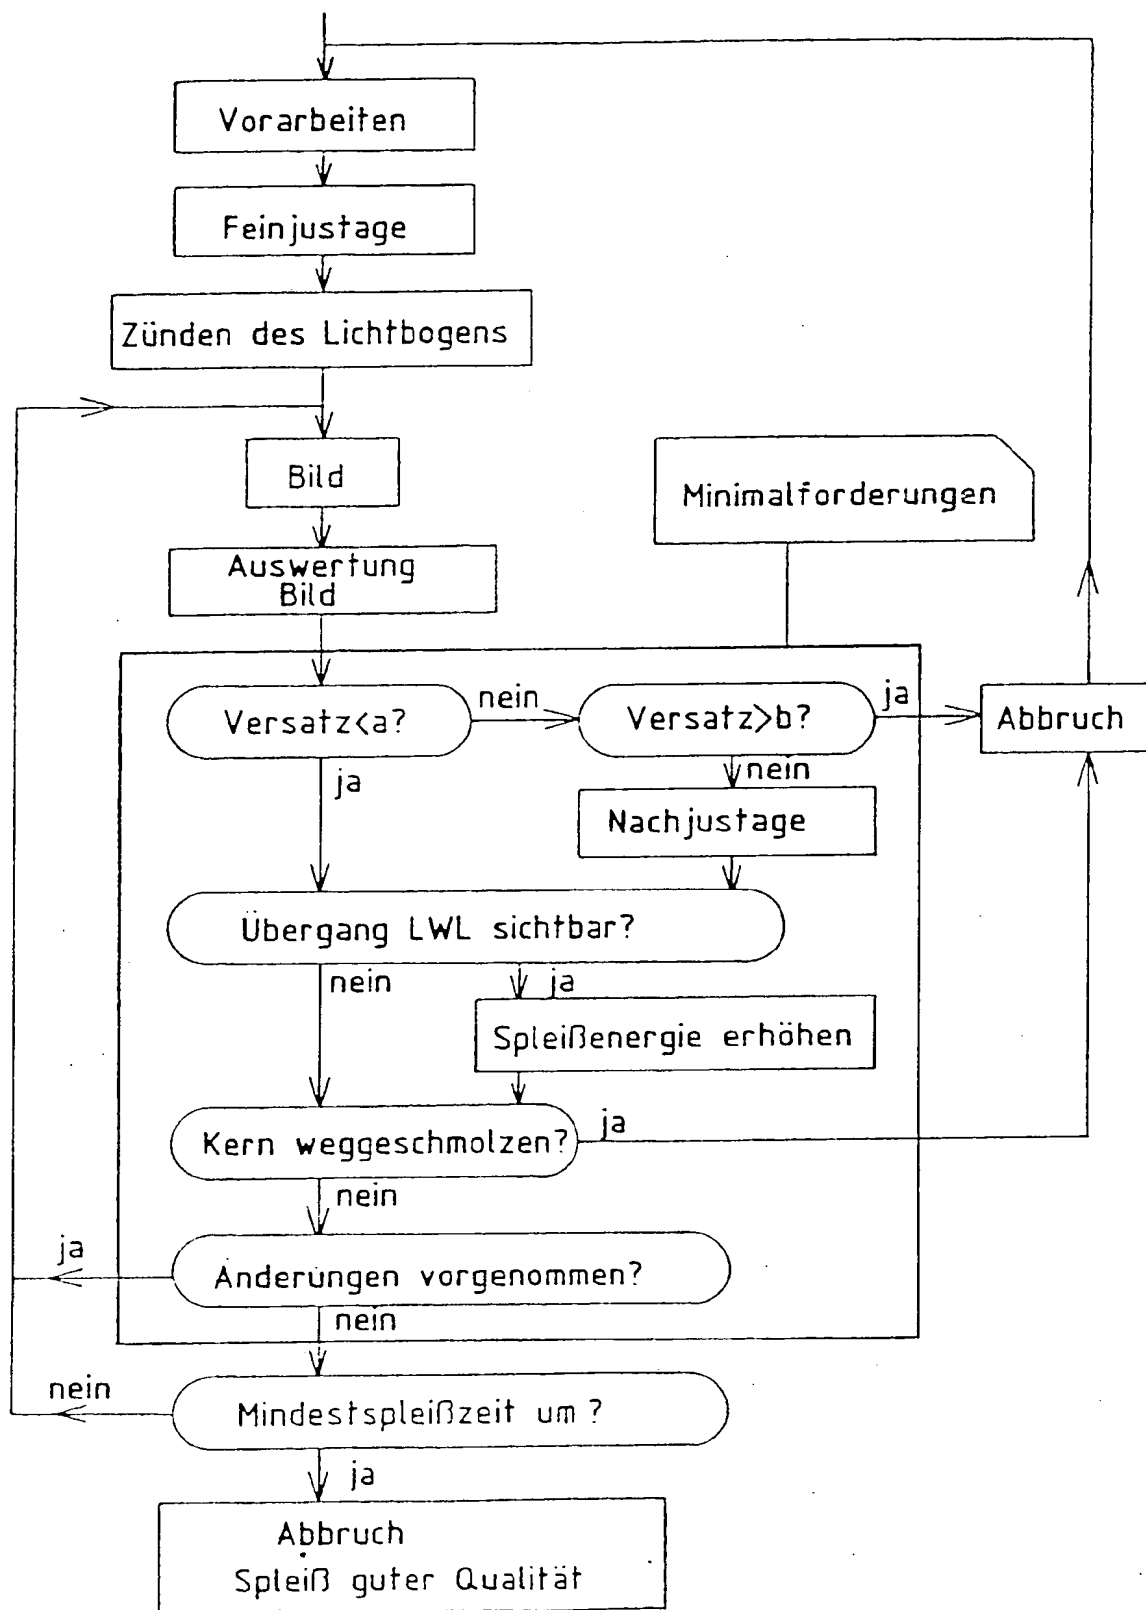 Vorarbeiten
Feinjustage
Zünden des Lichtbogens
Bild
Minimalforderungen
Auswertung
Bild
Versatz<a?
nein
Versatz>b?
ja
Abbruch
ja
nein
Nachjustage
Übergang LWL sichtbar?
nein
ja
Spleißenergie erhöhen
Kern weggeschmolzen?
ja
nein
ja
Änderungen vorgenommen?
nein
nein
Mindestspleißzeit um?
ja
Abbruch
Spleiß guter Qualität